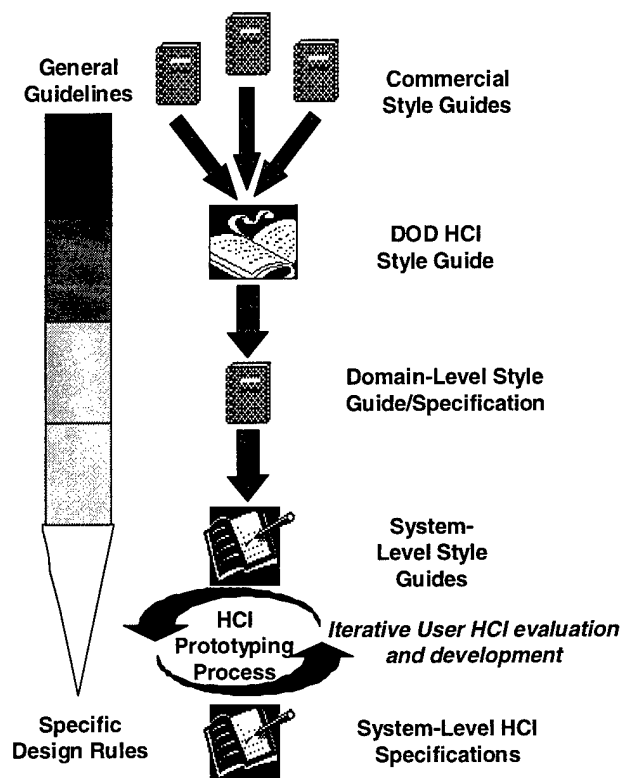 General
Guidelines
Commercial
Style Guides
DOD HCI
Style Guide
Domain-Level Style
Guide/Specification
System-
Level Style
Guides
HCI
Prototyping
Process
Iterative User HCI evaluation
and development
Specific
Design Rules
System-Level HCI
Specifications